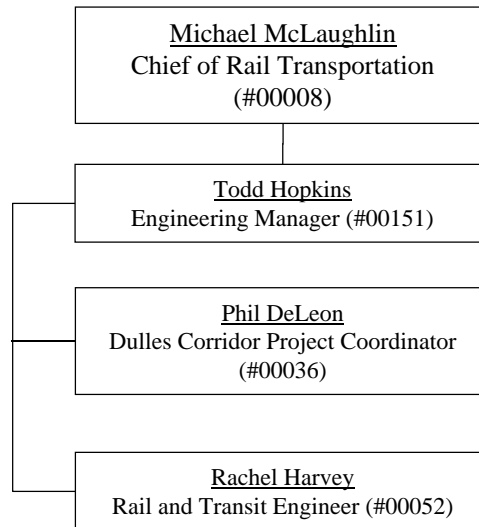 Michael McLaughlin
Chief of Rail Transportation
(#00008)
Todd Hopkins
Engineering Manager (#00151)
Phil DeLeon
Dulles Corridor Project Coordinator
(#00036)
Rachel Harvey
Rail and Transit Engineer (#00052)